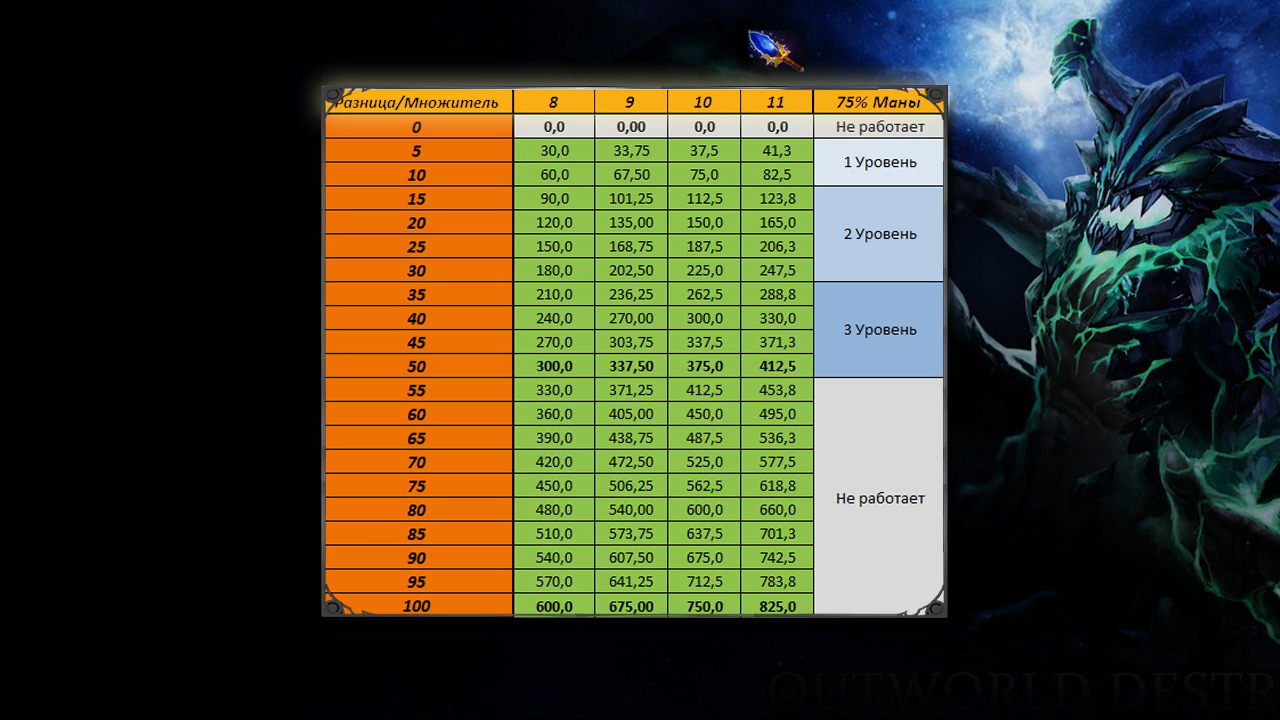 Разница/Множитель 8 9 10 11 75% Маны
0 0,0 0,00 0,0 0,0 Не работает
5 30,0 33,75 37,5 41,3
1 Уровень
10 60,0 67,50 75,0 82,5
15 90,0 101,25 112,5 123,8
20 120,0 135,00 150,0 165,0
2 Уровень
25 150,0 168,75 187,5 206,3
30 180,0 202,50 225,0 247,5
35 210,0 236,25 262,5 288,8
40 240,0 270,00 300,0 330,0
3 Уровень
45 270,0 303,75 337,5 371,3
50 300,0 337,50 375,0 412,5
55 330,0 371,25 412,5 453,8
60 360,0 405,00 450,0 495,0
65 390,0 438,75 487,5 536,3
70 420,0 472,50 525,0 577,5
75 450,0 506,25 562,5 618,8
Не работает
80 480,0 540,00 600,0 660,0
85 510,0 573,75 637,5 701,3
90 540,0 607,50 675,0 742,5
95 570,0 641,25 712,5 783,8
100 600,0 675,00 750,0 825,0
OUTWORLD DESTR